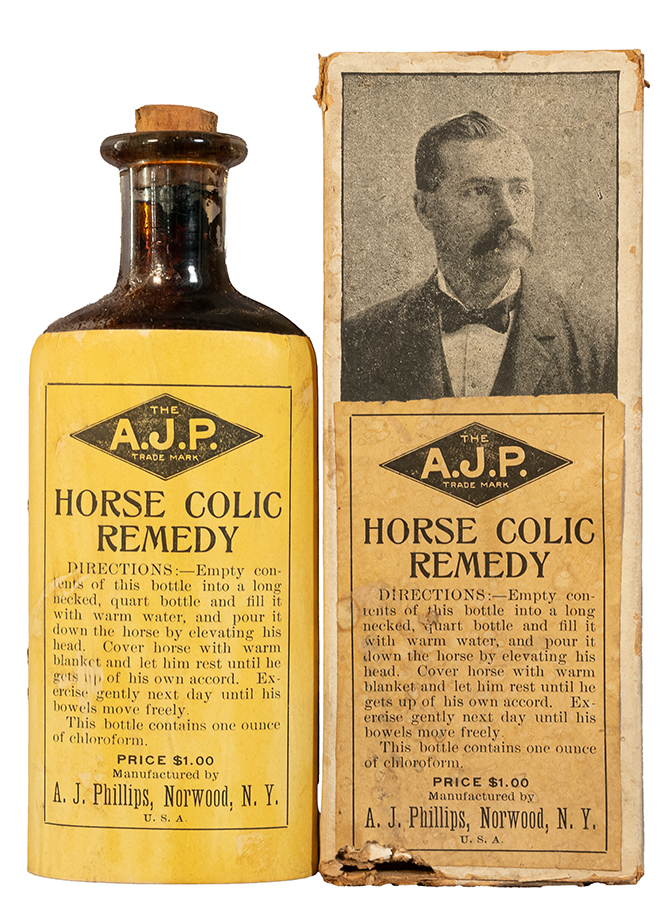 THE
A.J.P.
TRADE MARK
HORSE COLIC
REMEDY
DIRECTIONS:—Empty con-
tents of this bottle into a long
necked, quart bottle and fill it
with warm water, and pour it
down the horse by elevating his
head. Cover horse with warm
blanket and let him rest until he
gets up of his own accord. Ex-
ercise gently next day until his
bowels move freely.
This bottle contains one ounce
of chloroform.
PRICE $1.00
Manufactured by
A. J. Phillips, Norwood, N. Y.
U. S. A.
THE
A.J.P.
TRADE MARK
HORSE COLIC
REMEDY
DIRECTIONS:—Empty con-
tents of this bottle into a long
necked, quart bottle and fill it
with warm water, and pour it
down the horse by elevating his
head. Cover horse with warm
blanket and let him rest until he
gets up of his own accord. Ex-
ercise gently next day until his
bowels move freely.
This bottle contains one ounce
of chloroform.
PRICE $1.00
Manufactured by
A. J. Phillips, Norwood, N. Y.
U. S. A.